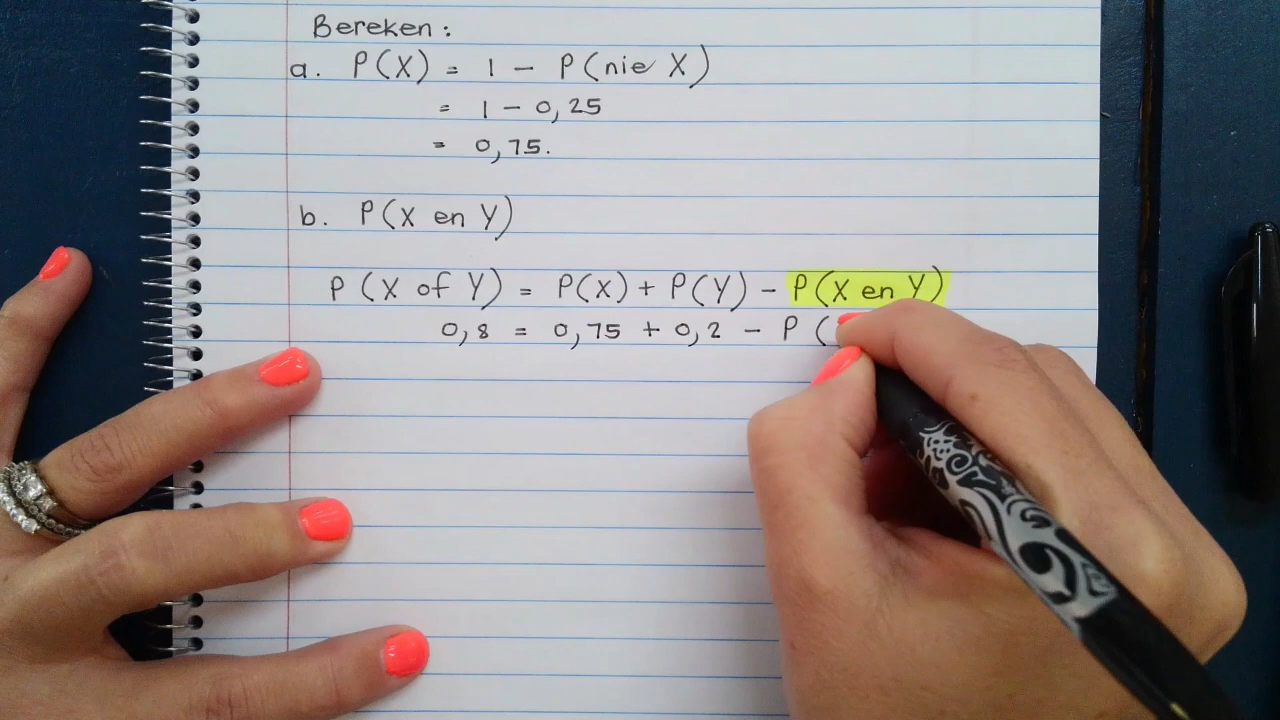 Bereken :
a. P(X) = 1 - P(nie X)
= 1 - 0,25
= 0,75.
b. P(X en Y)
P(X of Y) = P(X) + P(Y) - P(X en Y)
0,8 = 0,75 + 0,2 - P (